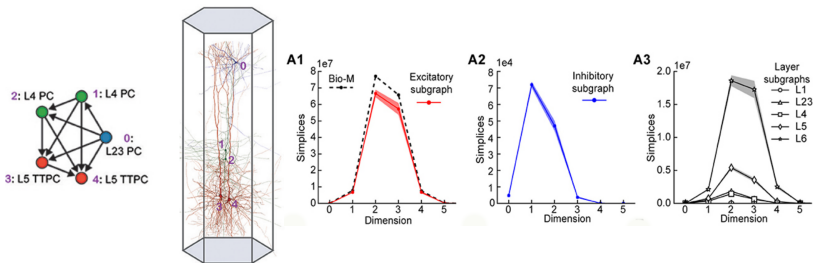 2: L4 PC
1: L4 PC
0:
L23 PC
3: L5 TTPC
4: L5 TTPC
0
1
2
3
4
A1
1e7
8
7
6
5
4
3
2
1
0
Simplices
Bio-M
Excitatory
subgraph
0 1 2 3 4 5
Dimension
A2
1e4
8
7
6
5
4
3
2
1
0
Simplices
Inhibitory
subgraph
0 1 2 3 4 5
Dimension
A3
1e7
2.0
1.5
1.0
0.5
0.0
Simplices
Layer
subgraphs
L1
L23
L4
L5
L6
0 1 2 3 4 5
Dimension